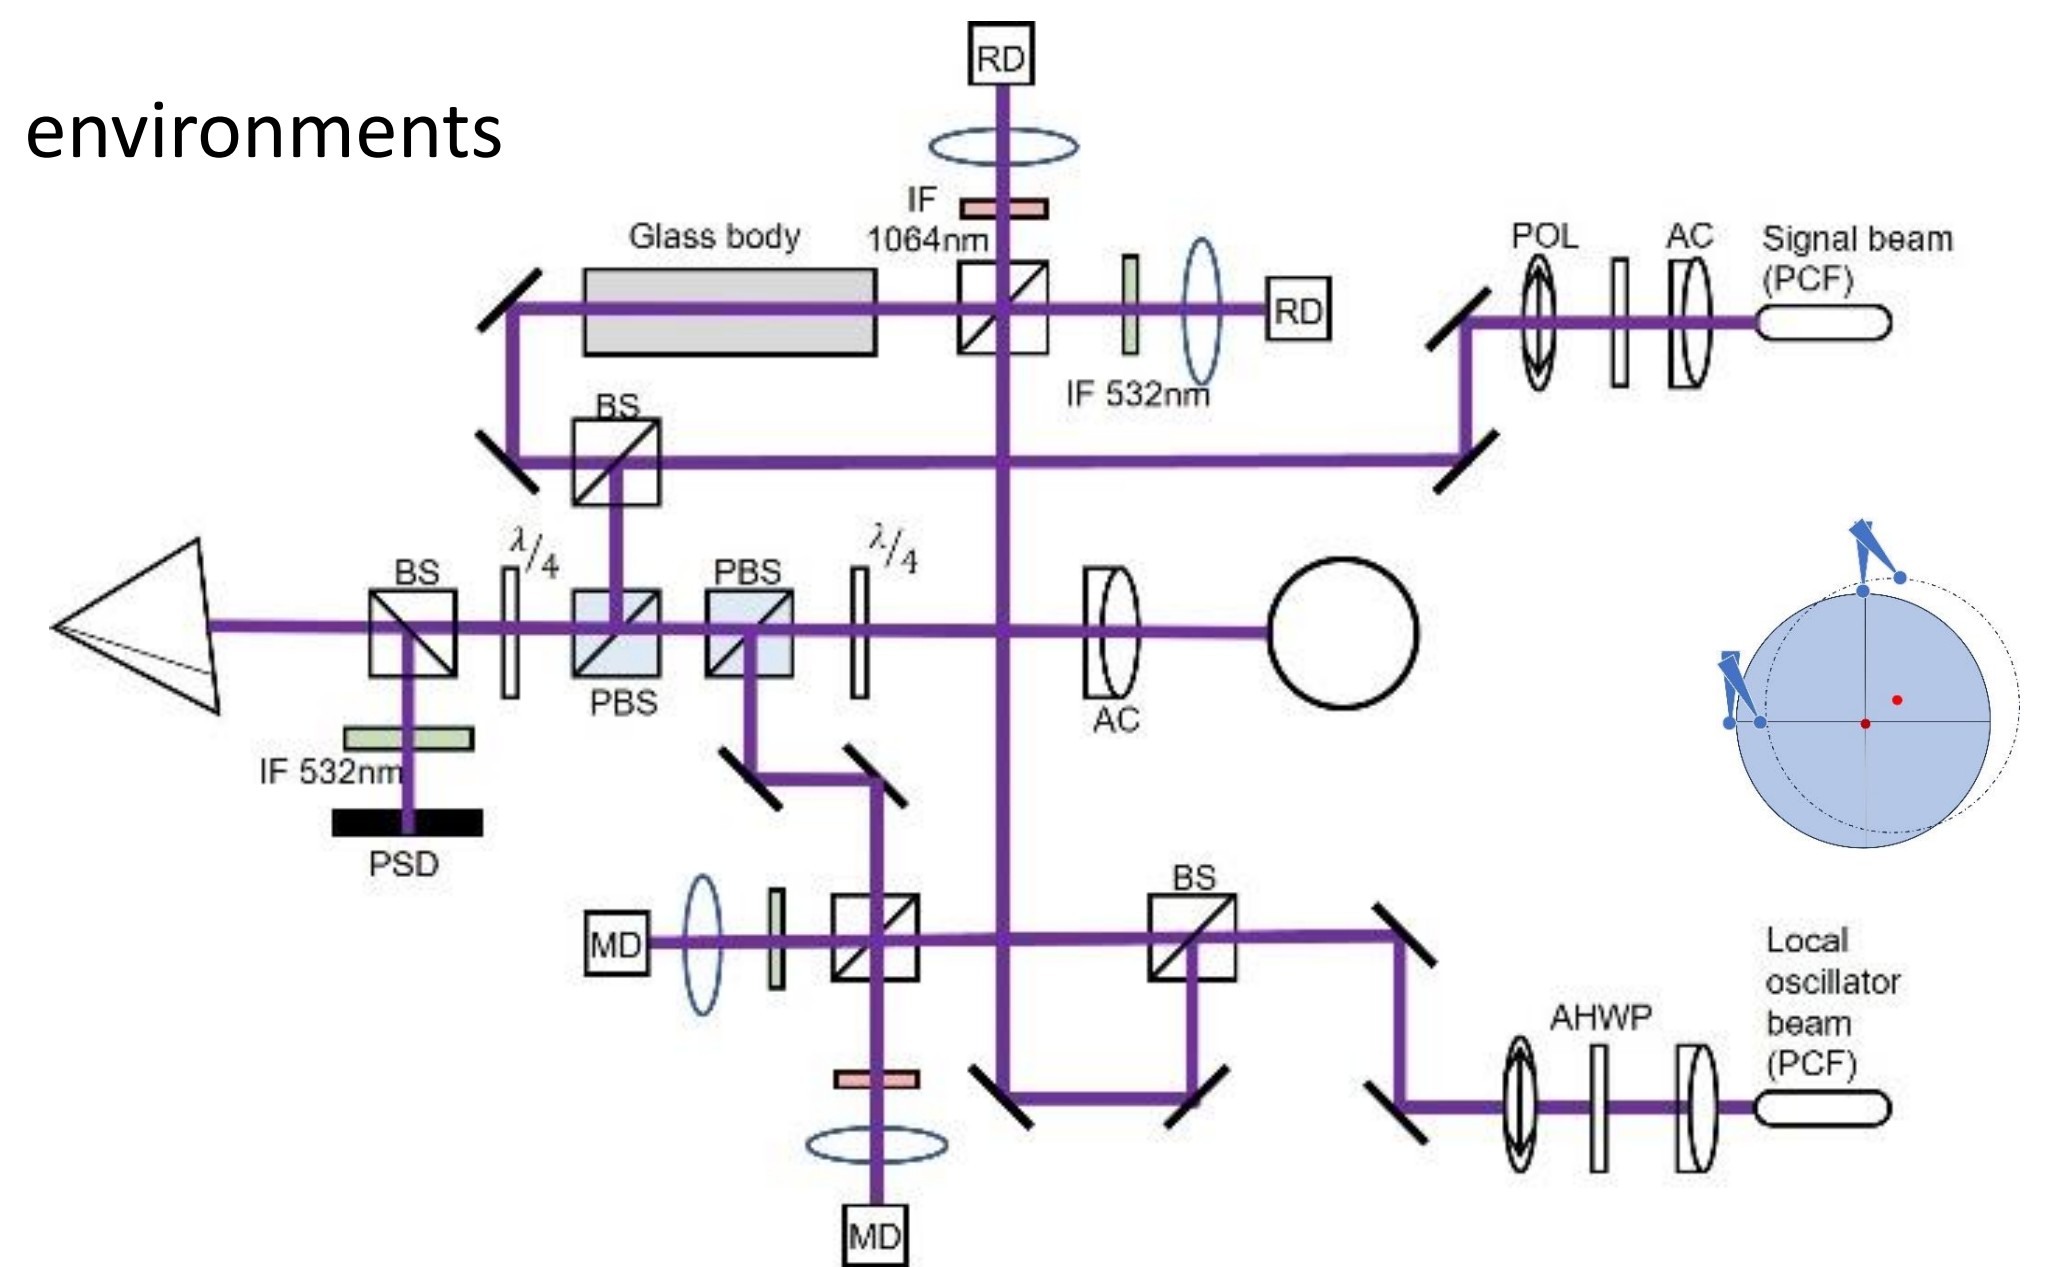 environments
RD
IF
1064nm
Glass body
POL
AC
Signal beam
(PCF)
RD
IF 532nm
BS
λ/4
λ/4
BS
PBS
PBS
AC
IF 532nm
PSD
BS
MD
Local
oscillator
beam
(PCF)
AHWP
MD